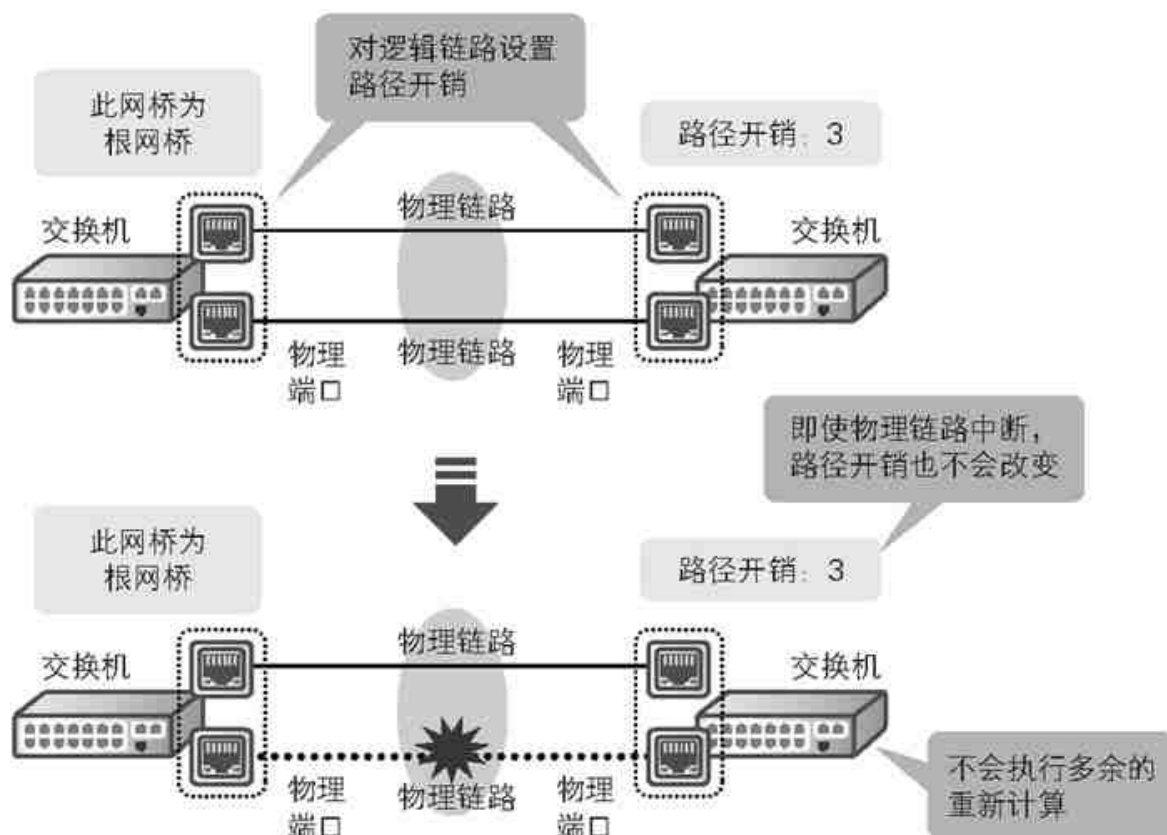 对逻辑链路设置
路径开销
此网桥为
根网桥
路径开销：3
物理链路
交换机
交换机
物理链路
物理
端口
物理
端口
即使物理链路中断，
路径开销也不会改变
此网桥为
根网桥
路径开销：3
物理链路
交换机
交换机
物理链路
物理
端口
物理
端口
不会执行多余的
重新计算